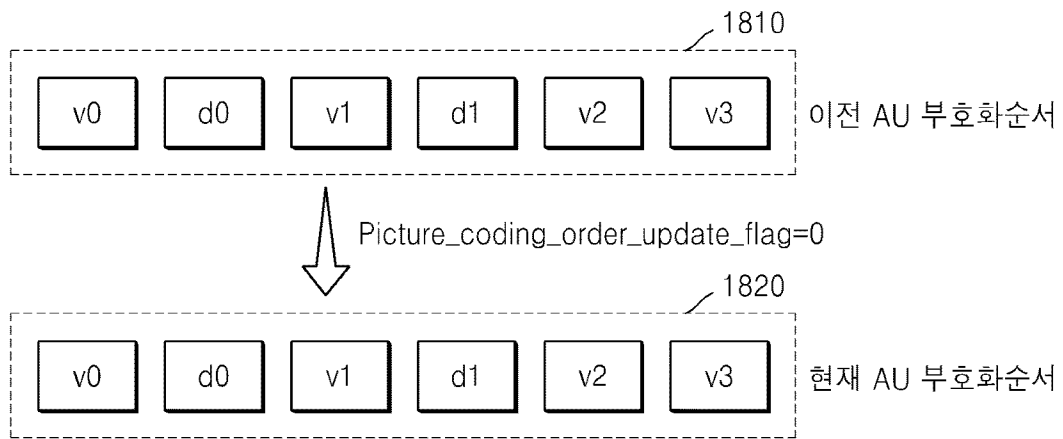 1810
v0 d0 v1 d1 v2 v3 이전 AU 부호화순서
Picture_coding_order_update_flag=0
1820
v0 d0 v1 d1 v2 v3 현재 AU 부호화순서